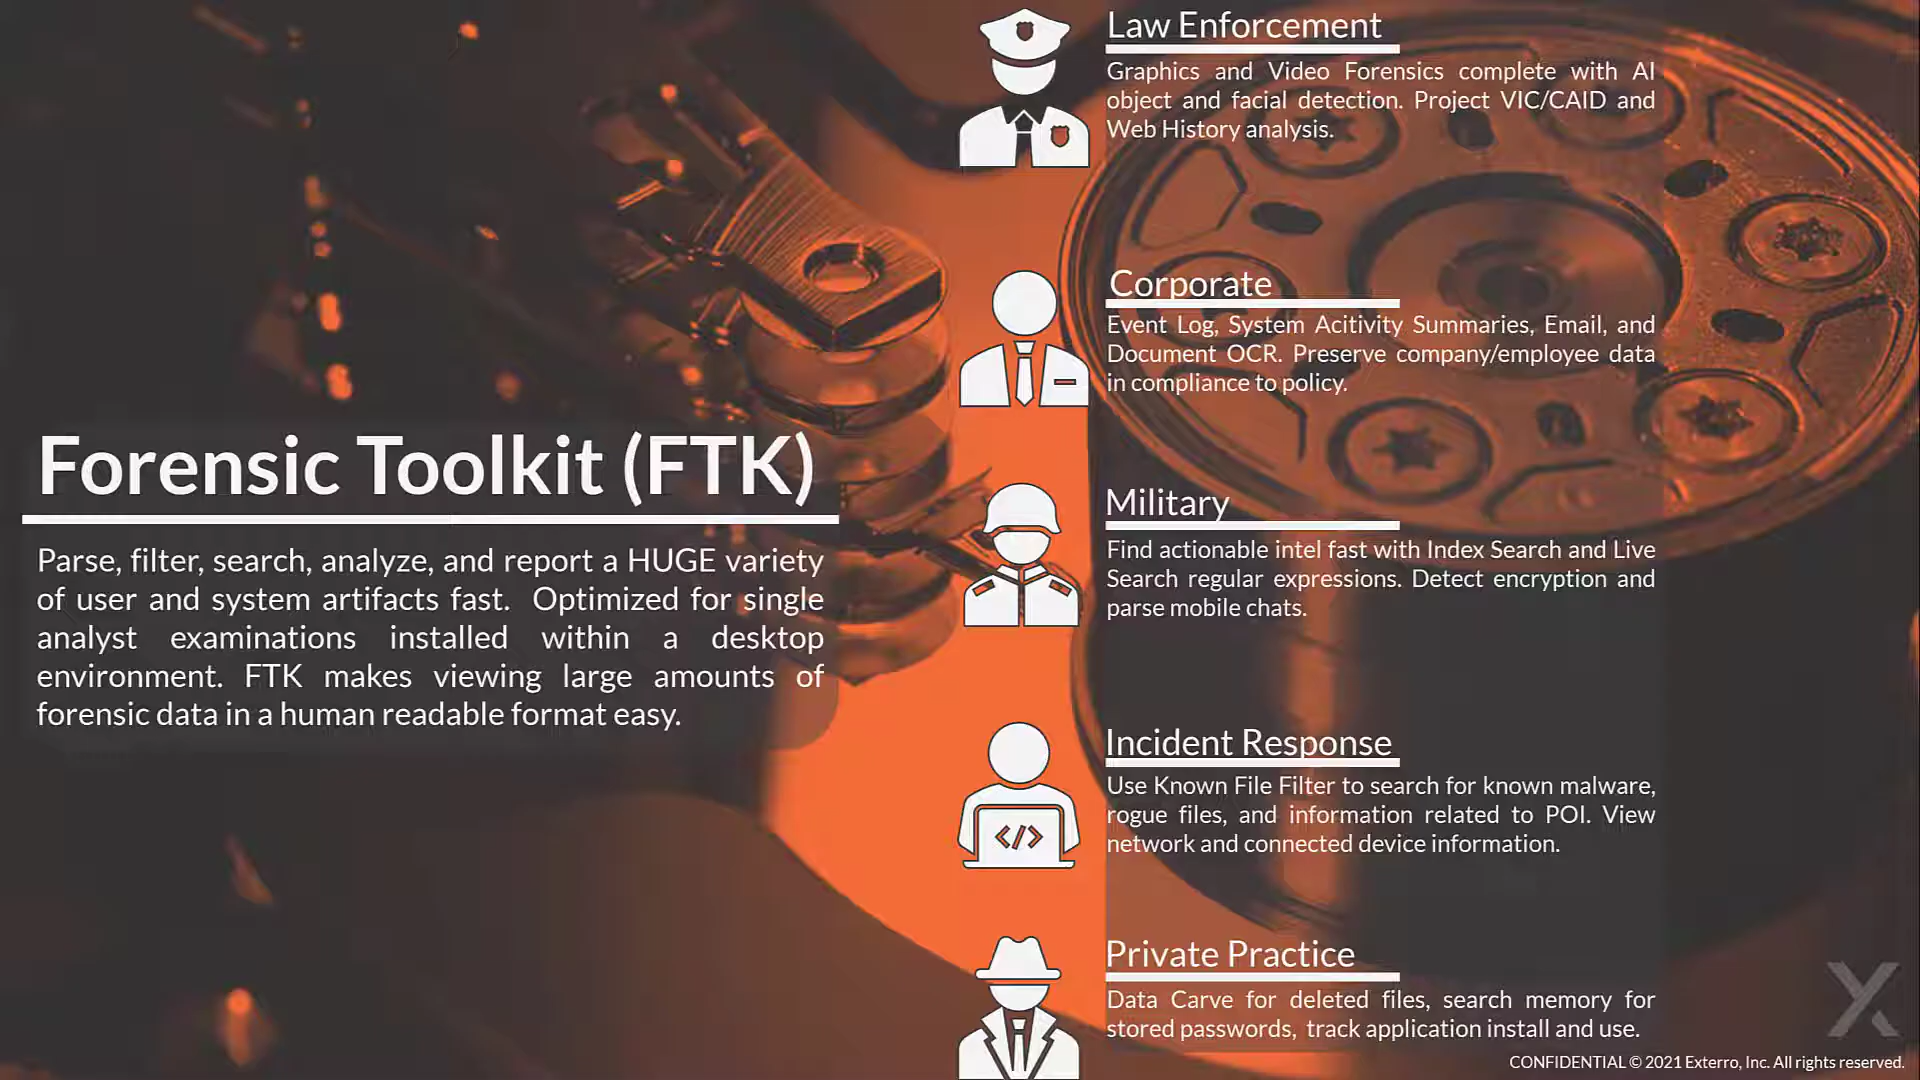 Forensic Toolkit (FTK)
Parse, filter, search, analyze, and report a HUGE variety
of user and system artifacts fast.  Optimized for single
analyst examinations installed within a desktop
environment. FTK makes viewing large amounts of
forensic data in a human readable format easy.
Law Enforcement
Graphics and Video Forensics complete with AI
object and facial detection. Project VIC/CAID and
Web History analysis.
Corporate
Event Log, System Acitivity Summaries, Email, and
Document OCR. Preserve company/employee data
in compliance to policy.
Military
Find actionable intel fast with Index Search and Live
Search regular expressions. Detect encryption and
parse mobile chats.
Incident Response
Use Known File Filter to search for known malware,
rogue files, and information related to POI. View
network and connected device information.
</>
Private Practice
Data Carve for deleted files, search memory for
stored passwords,  track application install and use.
X
CONFIDENTIAL © 2021 Exterro, Inc. All rights reserved.